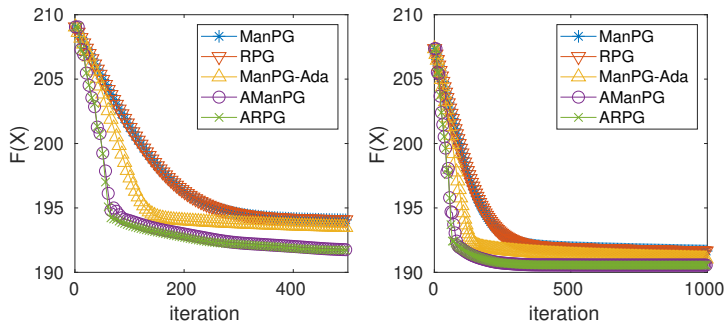 210
205
200
195
190
F(X)
0
200
400
iteration
ManPG
RPG
ManPG-Ada
AManPG
ARPG
210
205
200
195
190
F(X)
0
500
1000
iteration
ManPG
RPG
ManPG-Ada
AManPG
ARPG